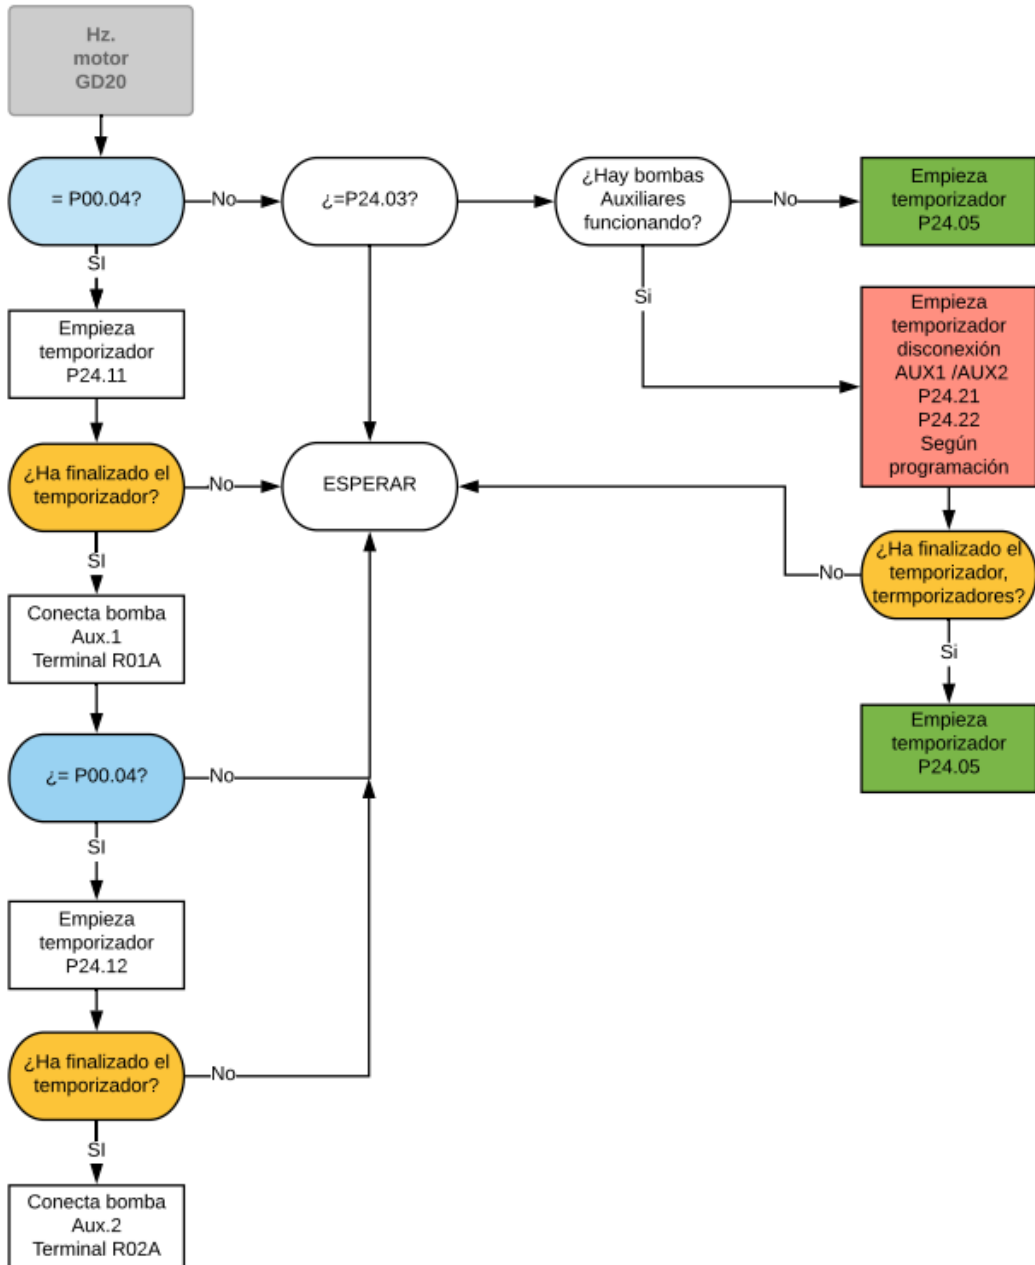 Hz.
motor
GD20
= P00.04?
No
¿=P24.03?
¿Hay bombas
Auxiliares
funcionando?
No
Empieza
temporizador
P24.05
SI
Si
Empieza
temporizador
P24.11
Empieza
temporizador
disconexión
AUX1 /AUX2
P24.21
P24.22
Según
programación
¿Ha finalizado el
temporizador?
No
ESPERAR
SI
¿Ha finalizado el
temporizador,
termporizadores?
No
Conecta bomba
Aux.1
Terminal R01A
Si
¿= P00.04?
No
Empieza
temporizador
P24.05
SI
Empieza
temporizador
P24.12
¿Ha finalizado el
temporizador?
No
SI
Conecta bomba
Aux.2
Terminal R02A